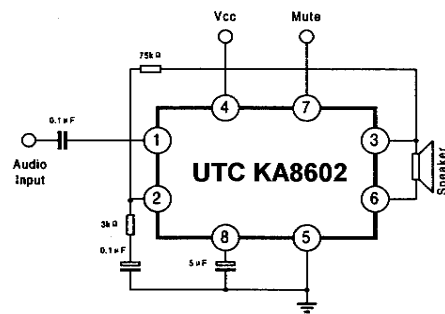 Vcc Mute
75kΩ
4 7
0.1µF
1 3
Audio
Input
UTC KA8602
Speaker
2 6
3kΩ
8 5
0.1µF
5µF